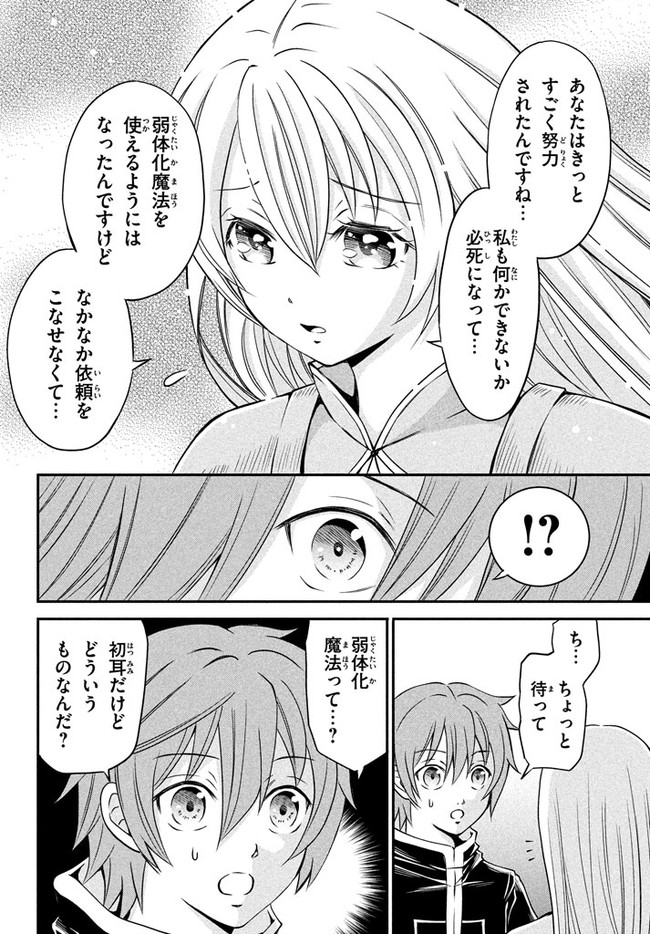 あなたはきっと
すごく努力
されたんですね…
私も何かできないか
必死になって…
弱体化魔法を
使えるようには
なったんですけど
なかなか依頼を
こなせなくて…
!?
ち…
ちょっと
待って
弱体化
魔法って…?
初耳だけど
どういう
ものなんだ?